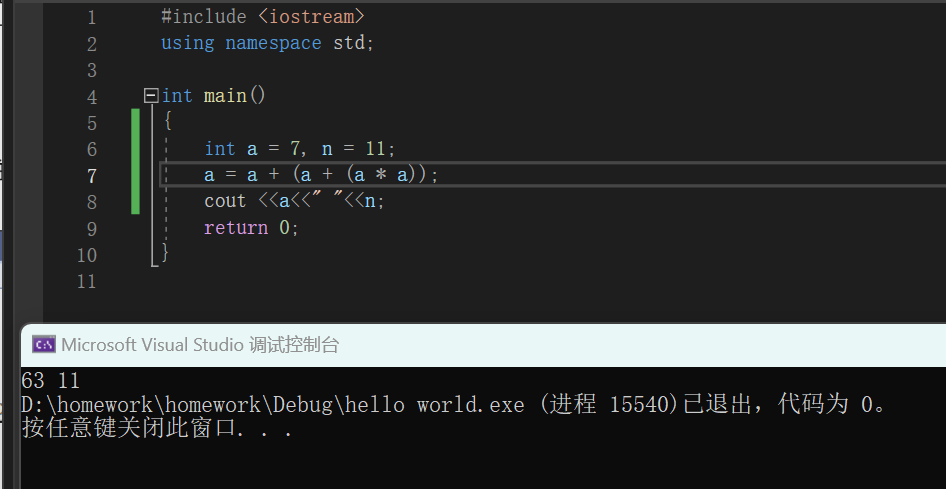 1 #include <iostream>
2 using namespace std;
3
4 int main()
5 {
6 int a = 7, n = 11;
7 a = a + (a + (a * a));
8 cout <<a<<" "<<n;
9 return 0;
10 }
11
Microsoft Visual Studio 调试控制台
63 11
D:\homework\homework\Debug\hello world.exe (进程 15540)已退出，代码为 0。
按任意键关闭此窗口. . .